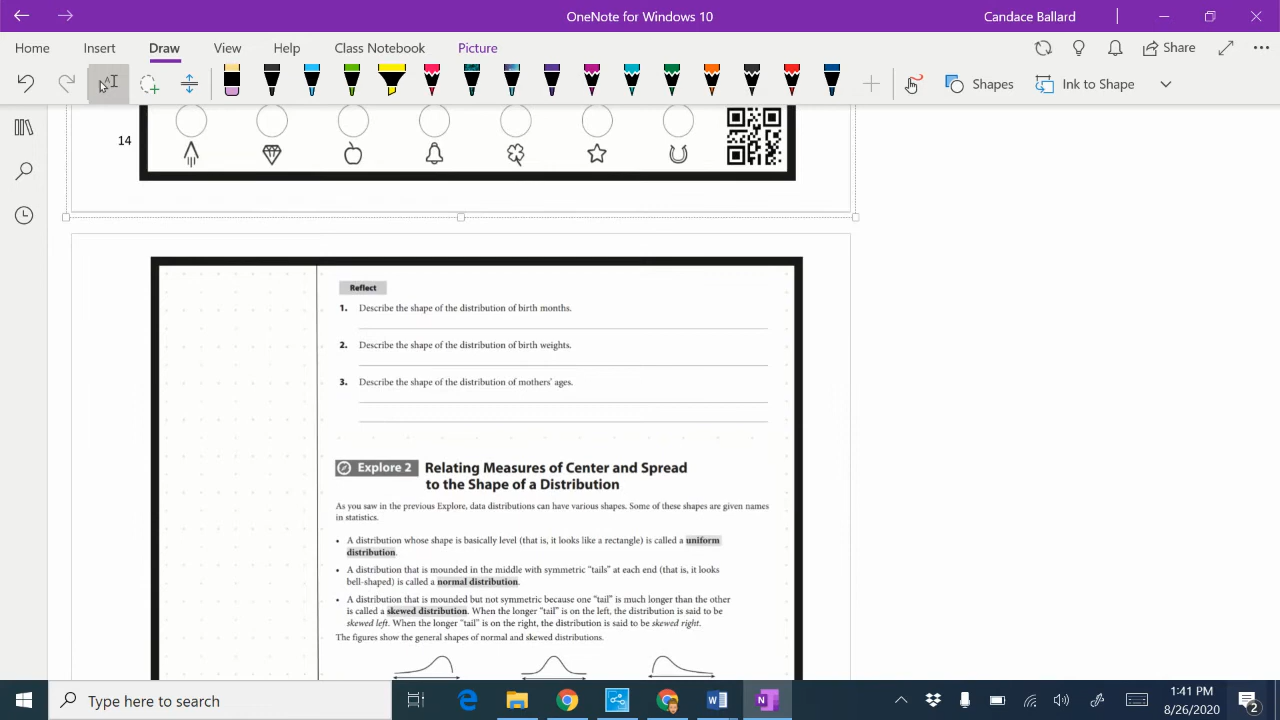 OneNote for Windows 10
Candace Ballard
Home
Insert
Draw
View
Help
Class Notebook
Picture
Share
Shapes
Ink to Shape
14
Reflect
1. Describe the shape of the distribution of birth months.
2. Describe the shape of the distribution of birth weights.
3. Describe the shape of the distribution of mothers' ages.
Explore 2 Relating Measures of Center and Spread
to the Shape of a Distribution
As you saw in the previous Explore, data distributions can have various shapes. Some of these shapes are given names
in statistics.
• A distribution whose shape is basically level (that is, it looks like a rectangle) is called a uniform
distribution.
• A distribution that is mounded in the middle with symmetric "tails" at each end (that is, it looks
bell-shaped) is called a normal distribution.
• A distribution that is mounded but not symmetric because one "tail" is much longer than the other
is called a skewed distribution. When the longer "tail" is on the left, the distribution is said to be
skewed left. When the longer "tail" is on the right, the distribution is said to be skewed right.
The figures show the general shapes of normal and skewed distributions.
Type here to search
1:41 PM
8/26/2020
2